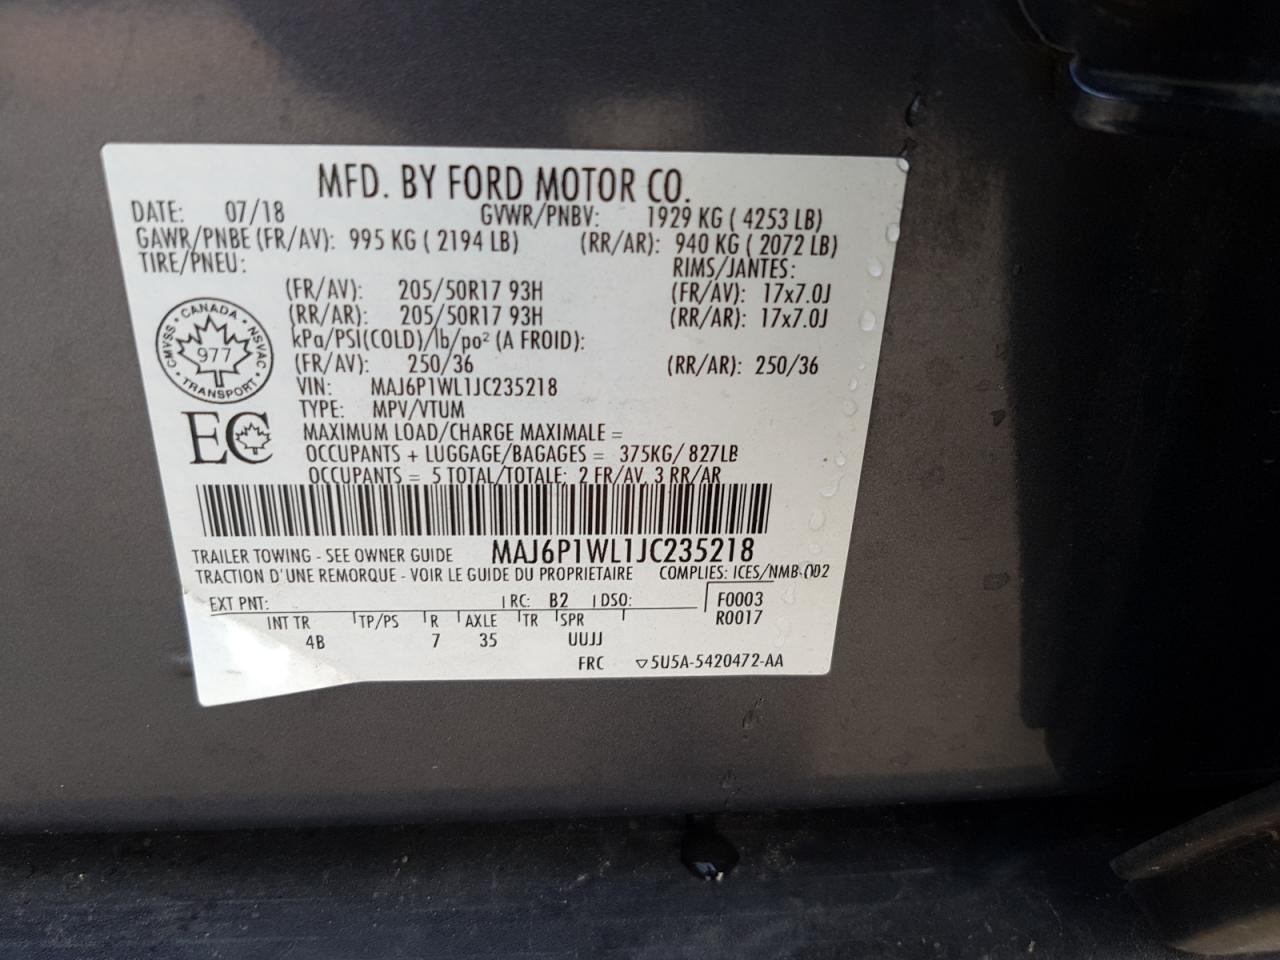 MFD. BY FORD MOTOR CO.
DATE: 07/18 GVWR/PNBV: 1929 KG ( 4253 LB)
GAWR/PNBE (FR/AV): 995 KG ( 2194 LB) (RR/AR): 940 KG ( 2072 LB)
TIRE/PNEU: RIMS/JANTES:
(FR/AV): 205/50R17 93H (FR/AV): 17x7.0J
(RR/AR): 205/50R17 93H (RR/AR): 17x7.0J
kPa/PSI(COLD)/lb/po² (A FROID):
(FR/AV): 250/36 (RR/AR): 250/36
VIN: MAJ6P1WL1JC235218
TYPE: MPV/VTUM
MAXIMUM LOAD/CHARGE MAXIMALE =
OCCUPANTS + LUGGAGE/BAGAGES = 375KG/ 827LB
OCCUPANTS = 5 TOTAL/TOTALE: 2 FR/AV, 3 RR/AR
CANADA
CMVSS 977 NSVAC
TRANSPORT
EC
TRAILER TOWING - SEE OWNER GUIDE MAJ6P1WL1JC235218
TRACTION D'UNE REMORQUE - VOIR LE GUIDE DU PROPRIETAIRE COMPLIES: ICES/NMB-002
EXT PNT: RC: B2 DSO: F0003
INT TR TP/PS R AXLE TR SPR R0017
4B 7 35 UUJJ
FRC ▽5U5A-5420472-AA